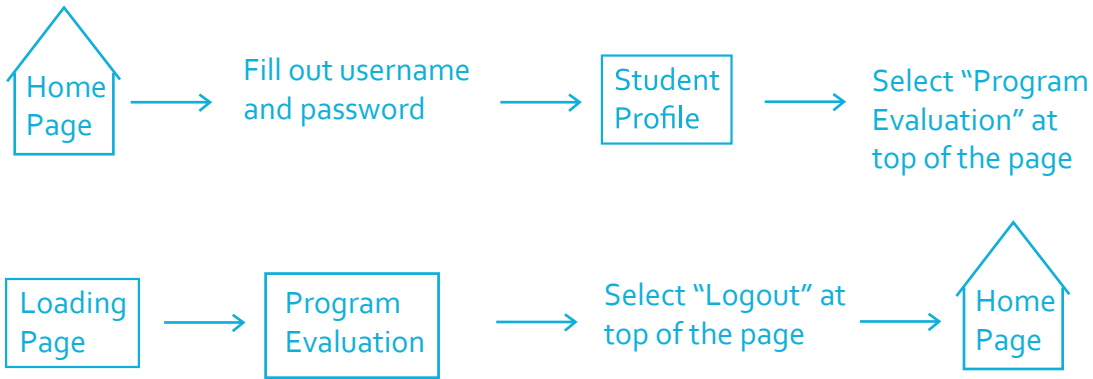 Home
Page
Fill out username
and password
Student
Profile
Select “Program
Evaluation” at
top of the page
Loading
Page
Program
Evaluation
Select “Logout” at
top of the page
Home
Page